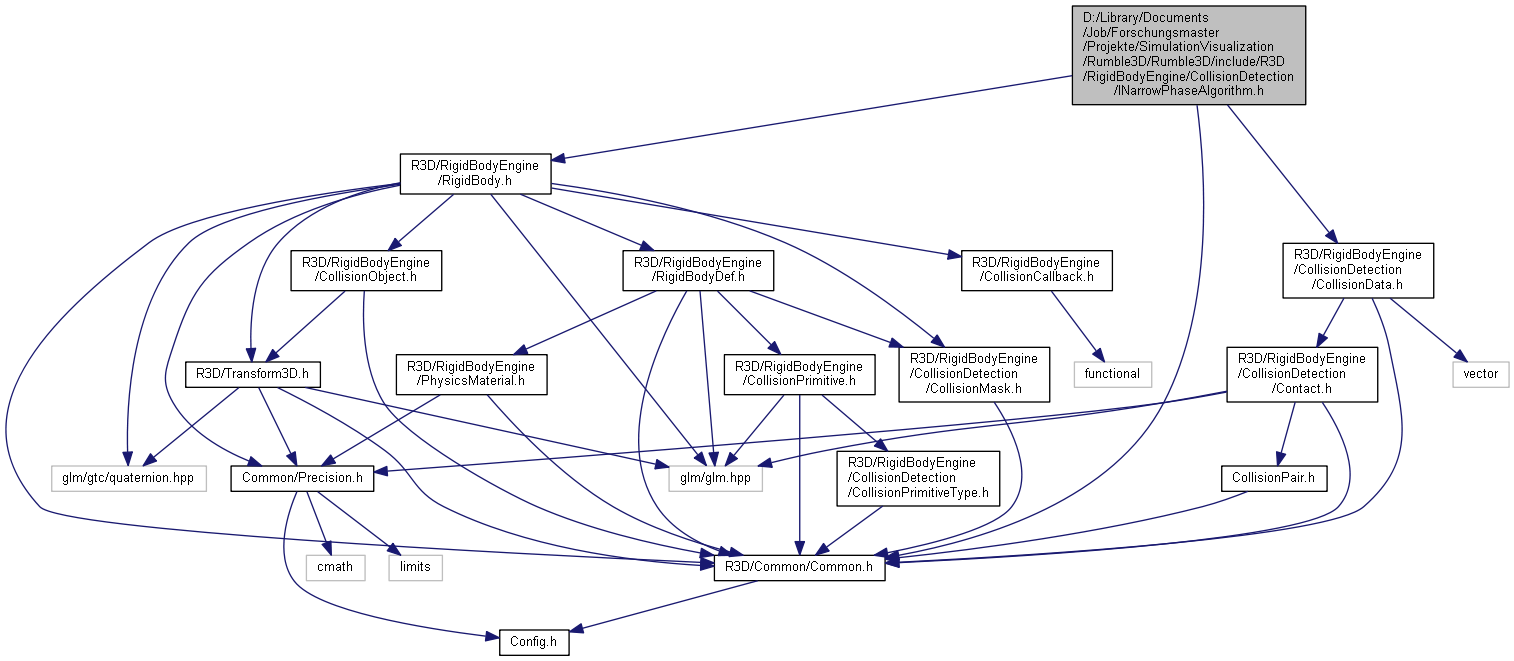 D:/Library/Documents
/Job/Forschungsmaster
/Projekte/SimulationVisualization
/Rumble3D/Rumble3D/include/R3D
/RigidBodyEngine/CollisionDetection
/INarrowPhaseAlgorithm.h
R3D/RigidBodyEngine
/RigidBody.h
R3D/RigidBodyEngine
/CollisionObject.h
R3D/RigidBodyEngine
/RigidBodyDef.h
R3D/RigidBodyEngine
/CollisionCallback.h
R3D/RigidBodyEngine
/CollisionDetection
/CollisionData.h
R3D/Transform3D.h
R3D/RigidBodyEngine
/PhysicsMaterial.h
R3D/RigidBodyEngine
/CollisionPrimitive.h
R3D/RigidBodyEngine
/CollisionDetection
/CollisionMask.h
functional
R3D/RigidBodyEngine
/CollisionDetection
/Contact.h
vector
glm/gtc/quaternion.hpp
Common/Precision.h
glm/glm.hpp
R3D/RigidBodyEngine
/CollisionDetection
/CollisionPrimitiveType.h
CollisionPair.h
cmath
limits
R3D/Common/Common.h
Config.h